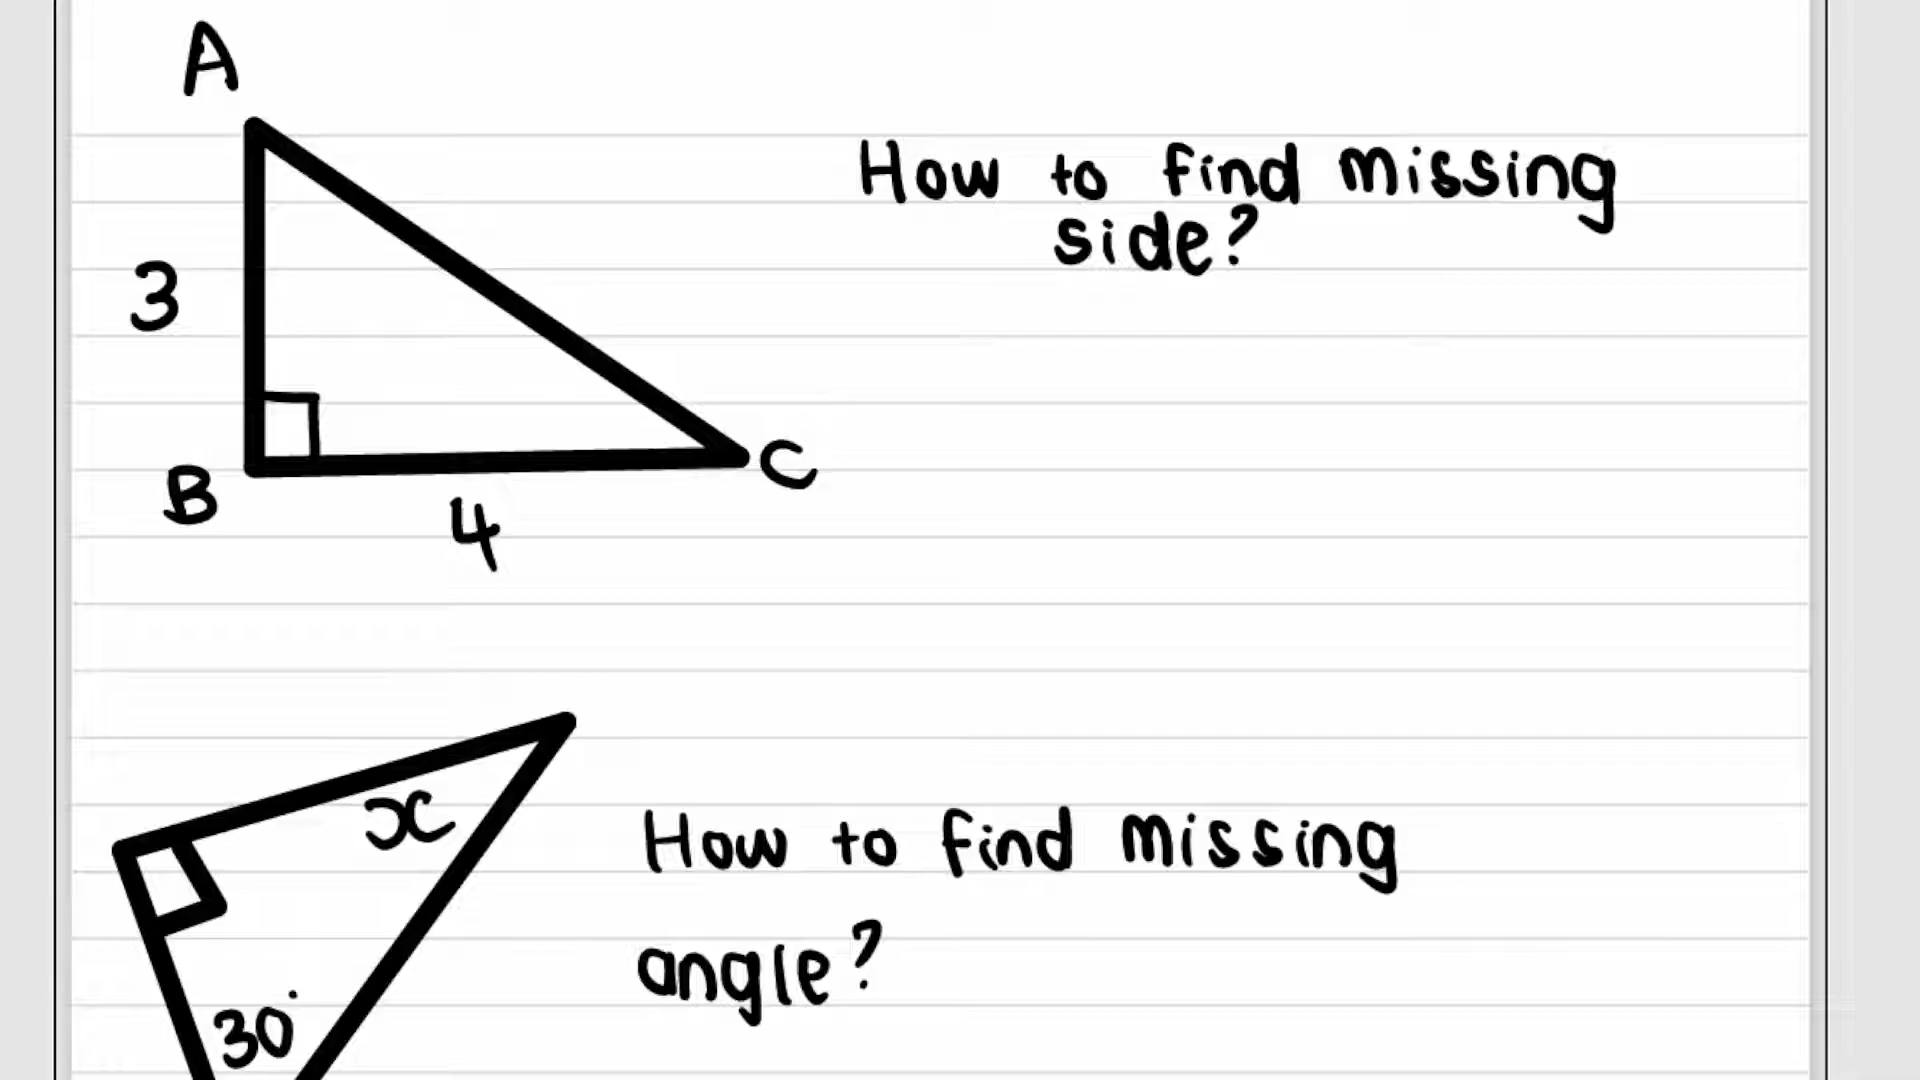 A
How to find missing
side?
3
B
C
4
x
How to find missing
angle?
30°